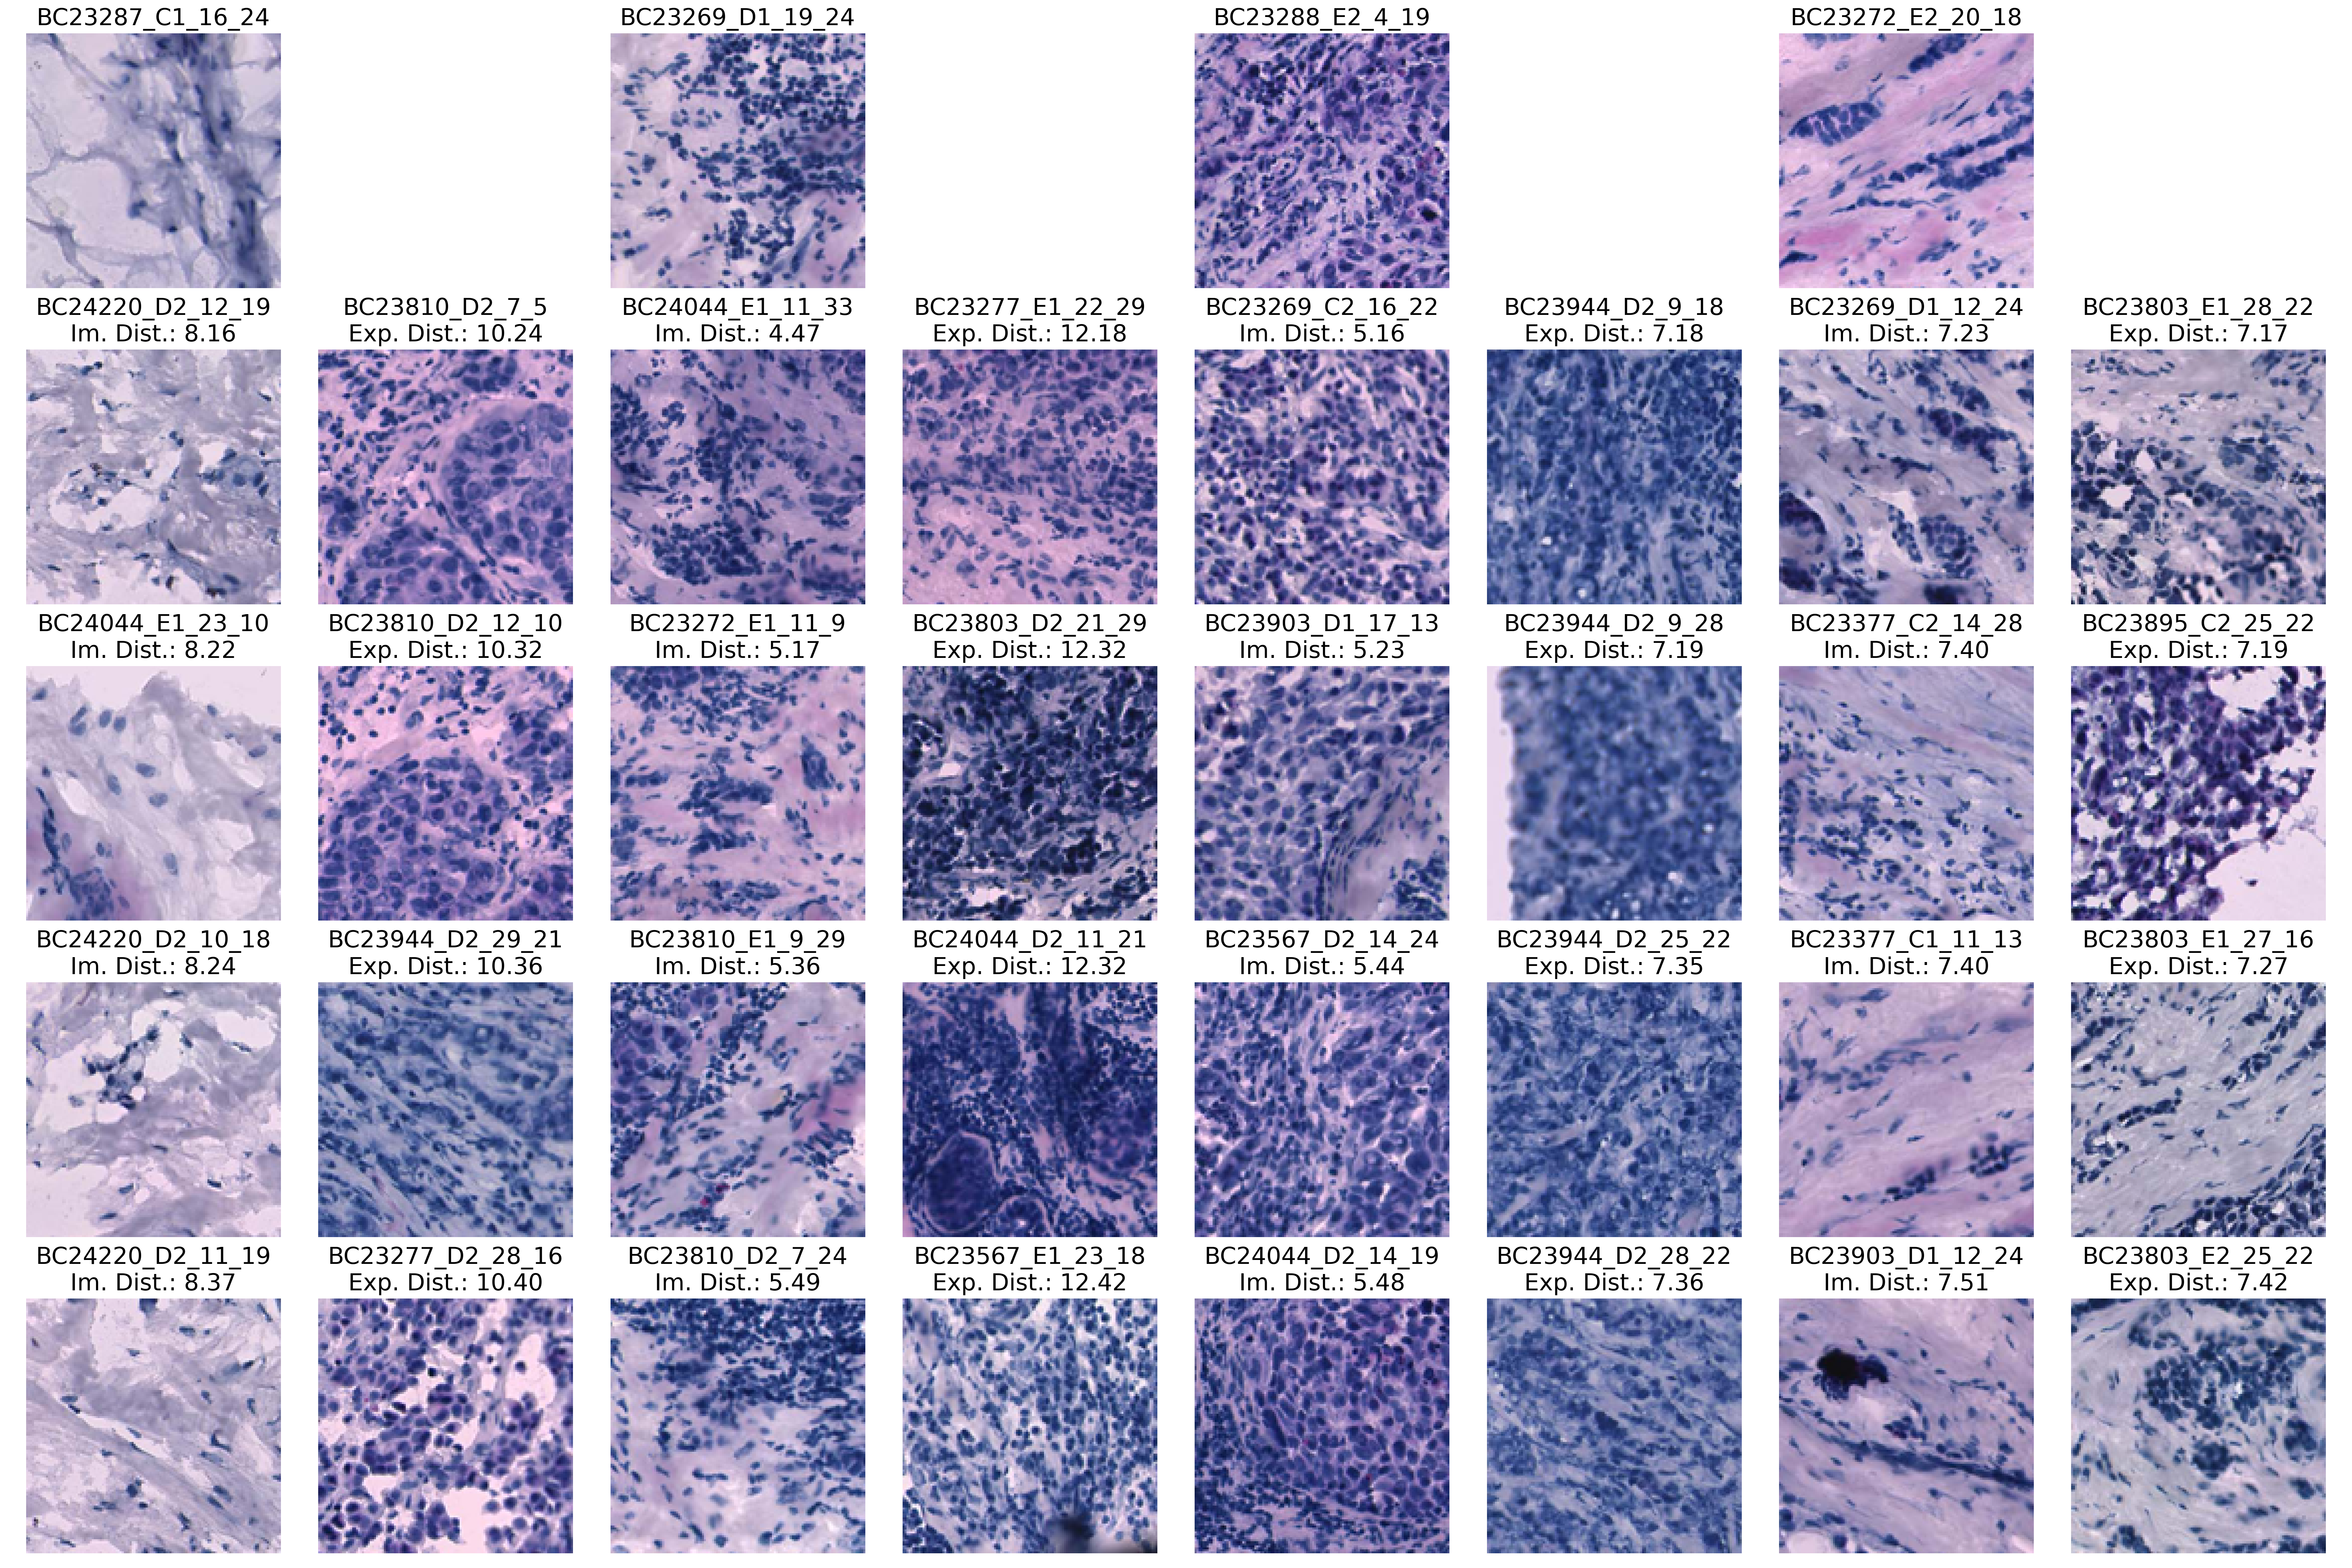 BC23287_C1_16_24
BC23269_D1_19_24
BC23288_E2_4_19
BC23272_E2_20_18
BC24220_D2_12_19
Im. Dist.: 8.16
BC23810_D2_7_5
Exp. Dist.: 10.24
BC24044_E1_11_33
Im. Dist.: 4.47
BC23277_E1_22_29
Exp. Dist.: 12.18
BC23269_C2_16_22
Im. Dist.: 5.16
BC23944_D2_9_18
Exp. Dist.: 7.18
BC23269_D1_12_24
Im. Dist.: 7.23
BC23803_E1_28_22
Exp. Dist.: 7.17
BC24044_E1_23_10
Im. Dist.: 8.22
BC23810_D2_12_10
Exp. Dist.: 10.32
BC23272_E1_11_9
Im. Dist.: 5.17
BC23803_D2_21_29
Exp. Dist.: 12.32
BC23903_D1_17_13
Im. Dist.: 5.23
BC23944_D2_9_28
Exp. Dist.: 7.19
BC23377_C2_14_28
Im. Dist.: 7.40
BC23895_C2_25_22
Exp. Dist.: 7.19
BC24220_D2_10_18
Im. Dist.: 8.24
BC23944_D2_29_21
Exp. Dist.: 10.36
BC23810_E1_9_29
Im. Dist.: 5.36
BC24044_D2_11_21
Exp. Dist.: 12.32
BC23567_D2_14_24
Im. Dist.: 5.44
BC23944_D2_25_22
Exp. Dist.: 7.35
BC23377_C1_11_13
Im. Dist.: 7.40
BC23803_E1_27_16
Exp. Dist.: 7.27
BC24220_D2_11_19
Im. Dist.: 8.37
BC23277_D2_28_16
Exp. Dist.: 10.40
BC23810_D2_7_24
Im. Dist.: 5.49
BC23567_E1_23_18
Exp. Dist.: 12.42
BC24044_D2_14_19
Im. Dist.: 5.48
BC23944_D2_28_22
Exp. Dist.: 7.36
BC23903_D1_12_24
Im. Dist.: 7.51
BC23803_E2_25_22
Exp. Dist.: 7.42